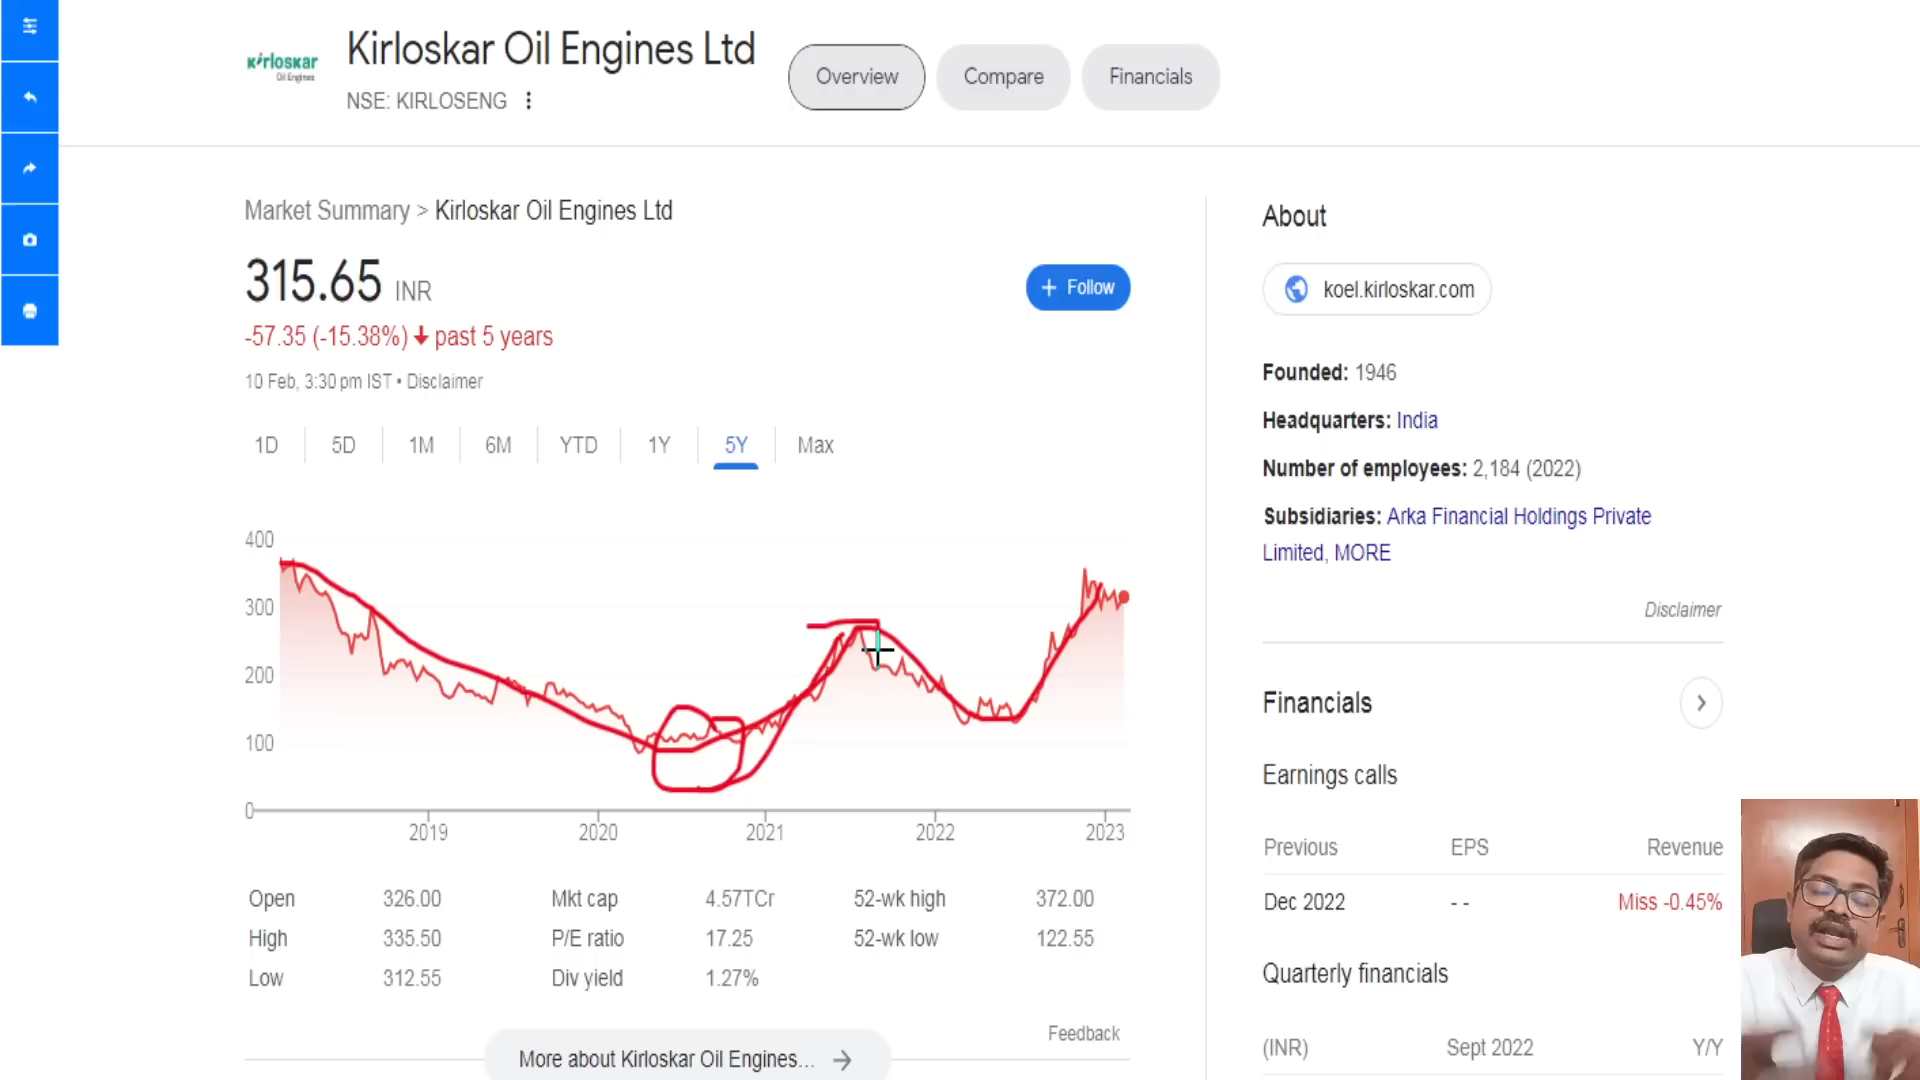 Kirloskar
Oil Engines
Kirloskar Oil Engines Ltd
NSE: KIRLOSENG
Overview
Compare
Financials
Market Summary > Kirloskar Oil Engines Ltd
315.65 INR
-57.35 (-15.38%) ↓ past 5 years
10 Feb, 3:30 pm IST • Disclaimer
+ Follow
1D 5D 1M 6M YTD 1Y 5Y Max
400
300
200
100
0
2019 2020 2021 2022 2023
Open 326.00 Mkt cap 4.57TCr 52-wk high 372.00
High 335.50 P/E ratio 17.25 52-wk low 122.55
Low 312.55 Div yield 1.27%
Feedback
More about Kirloskar Oil Engines... →
About
koel.kirloskar.com
Founded: 1946
Headquarters: India
Number of employees: 2,184 (2022)
Subsidiaries: Arka Financial Holdings Private
Limited, MORE
Disclaimer
Financials
Earnings calls
Previous EPS Revenue
Dec 2022 - - Miss -0.45%
Quarterly financials
(INR) Sept 2022 Y/Y